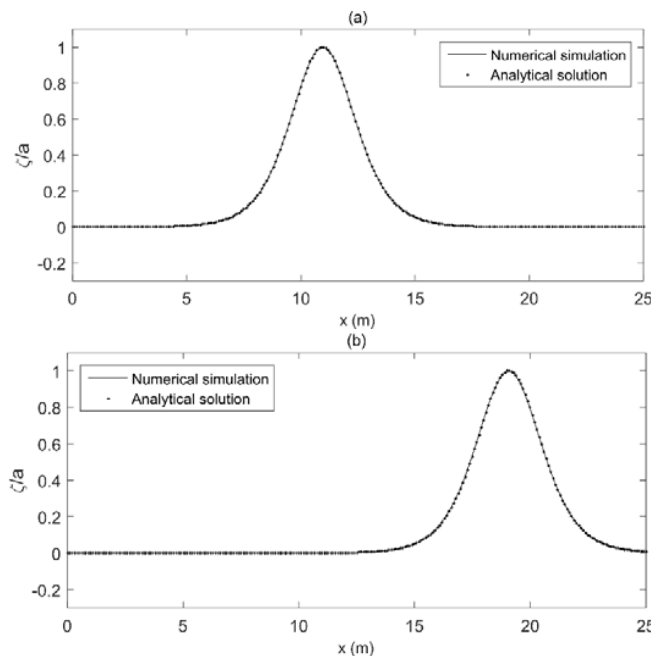 (a)
ζ/a
1
0.8
0.6
0.4
0.2
0
-0.2
Numerical simulation
Analytical solution
0 5 10 15 20 25
x (m)
(b)
ζ/a
1
0.8
0.6
0.4
0.2
0
-0.2
Numerical simulation
Analytical solution
0 5 10 15 20 25
x (m)